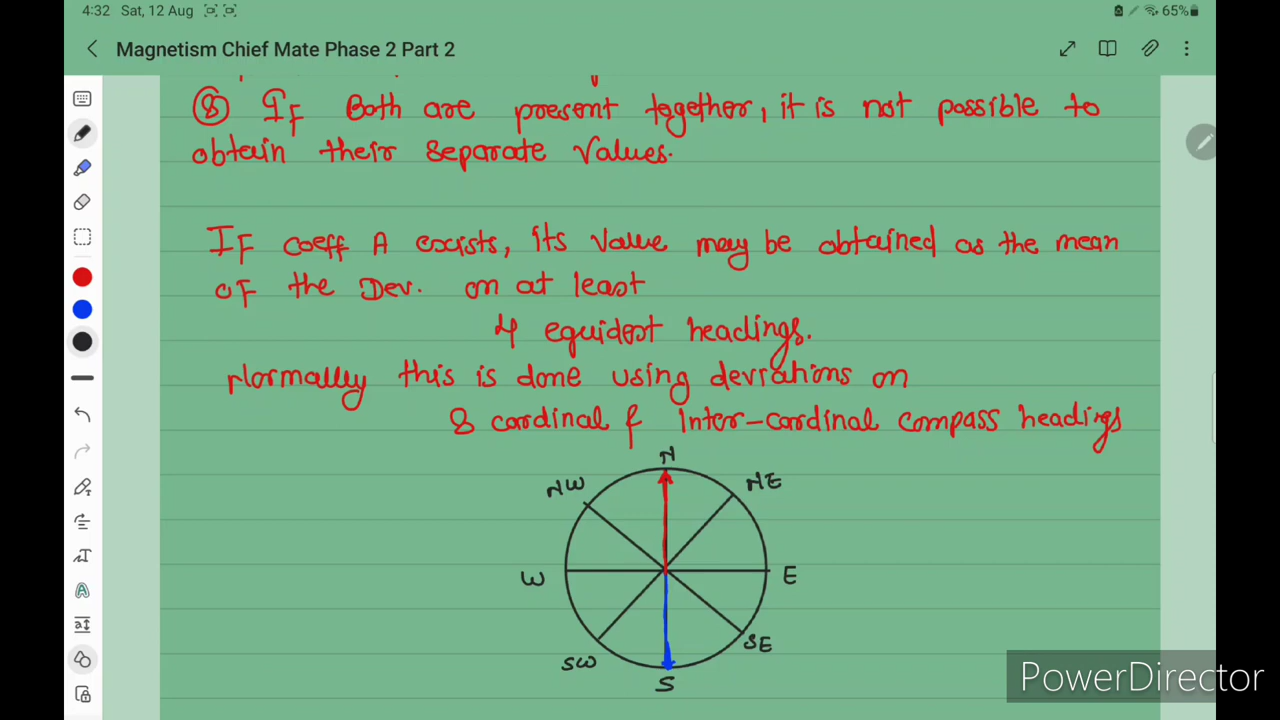 4:32 Sat, 12 Aug
65%
Magnetism Chief Mate Phase 2 Part 2
⑧ IF Both are present together, it is not possible to
obtain their separate values.
IF coeff A excists, its value may be obtained as the mean
OF the Dev. on at least
4 equidist headings.
Normally this is done using deviations on
8 cardinal & Inter-cardinal compass headings
N
NW
NE
W
E
SW
SE
S
PowerDirector